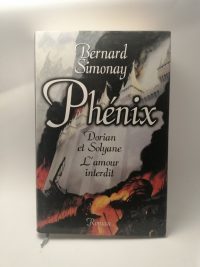 Bernard
Simonay
Phénix
Dorian
et Solyane
L'amour
interdit
Roman